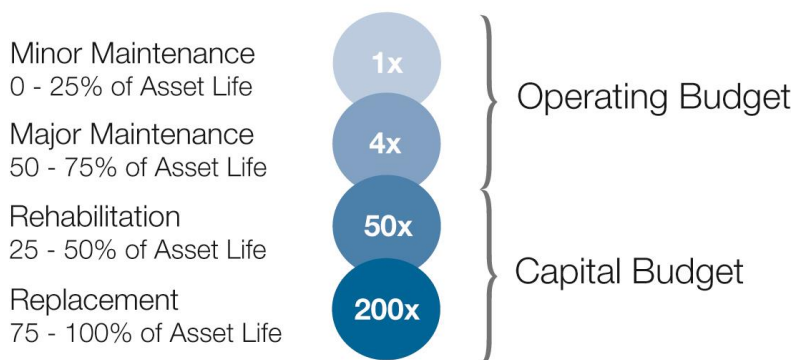 Minor Maintenance
0 - 25% of Asset Life
1x
Major Maintenance
50 - 75% of Asset Life
4x
Operating Budget
Rehabilitation
25 - 50% of Asset Life
50x
Replacement
75 - 100% of Asset Life
200x
Capital Budget